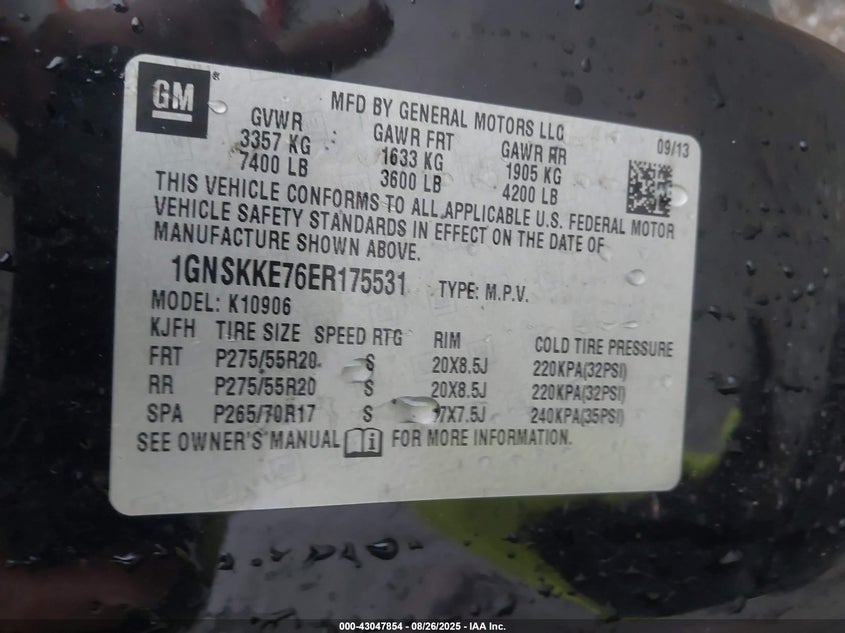 GM®
MFD BY GENERAL MOTORS LLC
09/13
GVWR GAWR FRT GAWR RR
3357 KG 1633 KG 1905 KG
7400 LB 3600 LB 4200 LB
THIS VEHICLE CONFORMS TO ALL APPLICABLE U.S. FEDERAL MOTOR
VEHICLE SAFETY STANDARDS IN EFFECT ON THE DATE OF
MANUFACTURE SHOWN ABOVE.
1GNSKKE76ER175531 TYPE: M.P.V.
MODEL: K10906
KJFH TIRE SIZE SPEED RTG RIM COLD TIRE PRESSURE
FRT P275/55R20 S 20X8.5J 220KPA(32PSI)
RR P275/55R20 S 20X8.5J 220KPA(32PSI)
SPA P265/70R17 S 7X7.5J 240KPA(35PSI)
SEE OWNER'S MANUAL i FOR MORE INFORMATION.
000-43047854 - 08/26/2025 - IAA Inc.